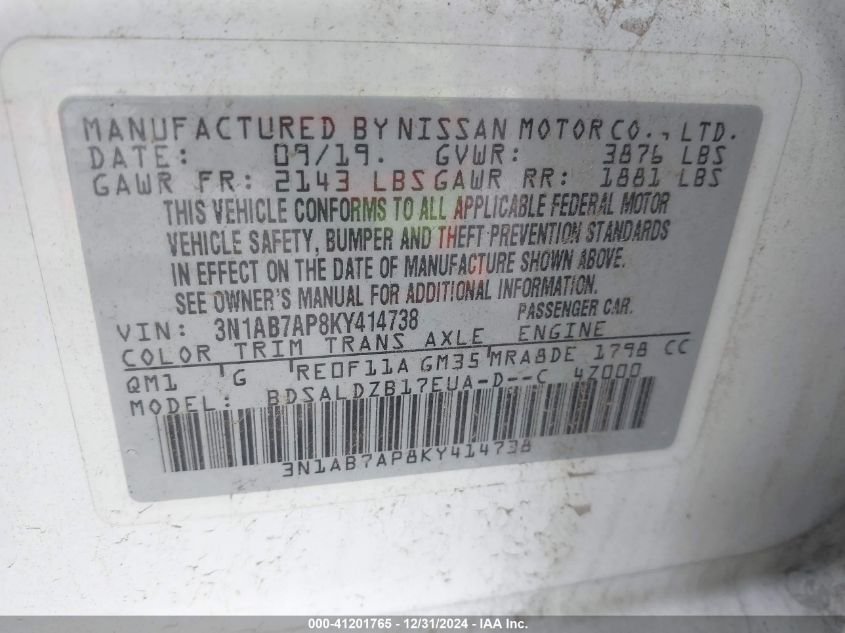 MANUFACTURED BY NISSAN MOTOR CO., LTD.
DATE: 09/19. GVWR: 3876 LBS
GAWR FR: 2143 LBS GAWR RR: 1881 LBS
THIS VEHICLE CONFORMS TO ALL APPLICABLE FEDERAL MOTOR
VEHICLE SAFETY, BUMPER AND THEFT PREVENTION STANDARDS
IN EFFECT ON THE DATE OF MANUFACTURE SHOWN ABOVE.
SEE OWNER'S MANUAL FOR ADDITIONAL INFORMATION.
VIN: 3N1AB7AP8KY414738 PASSENGER CAR.
COLOR TRIM TRANS AXLE ENGINE
QM1 G RE0F11A GM35 MRA8DE 1798 CC
MODEL: BDSALDZB17EUA-D--C 4Z000
3N1AB7AP8KY414738
000-41201765 - 12/31/2024 - IAA Inc.